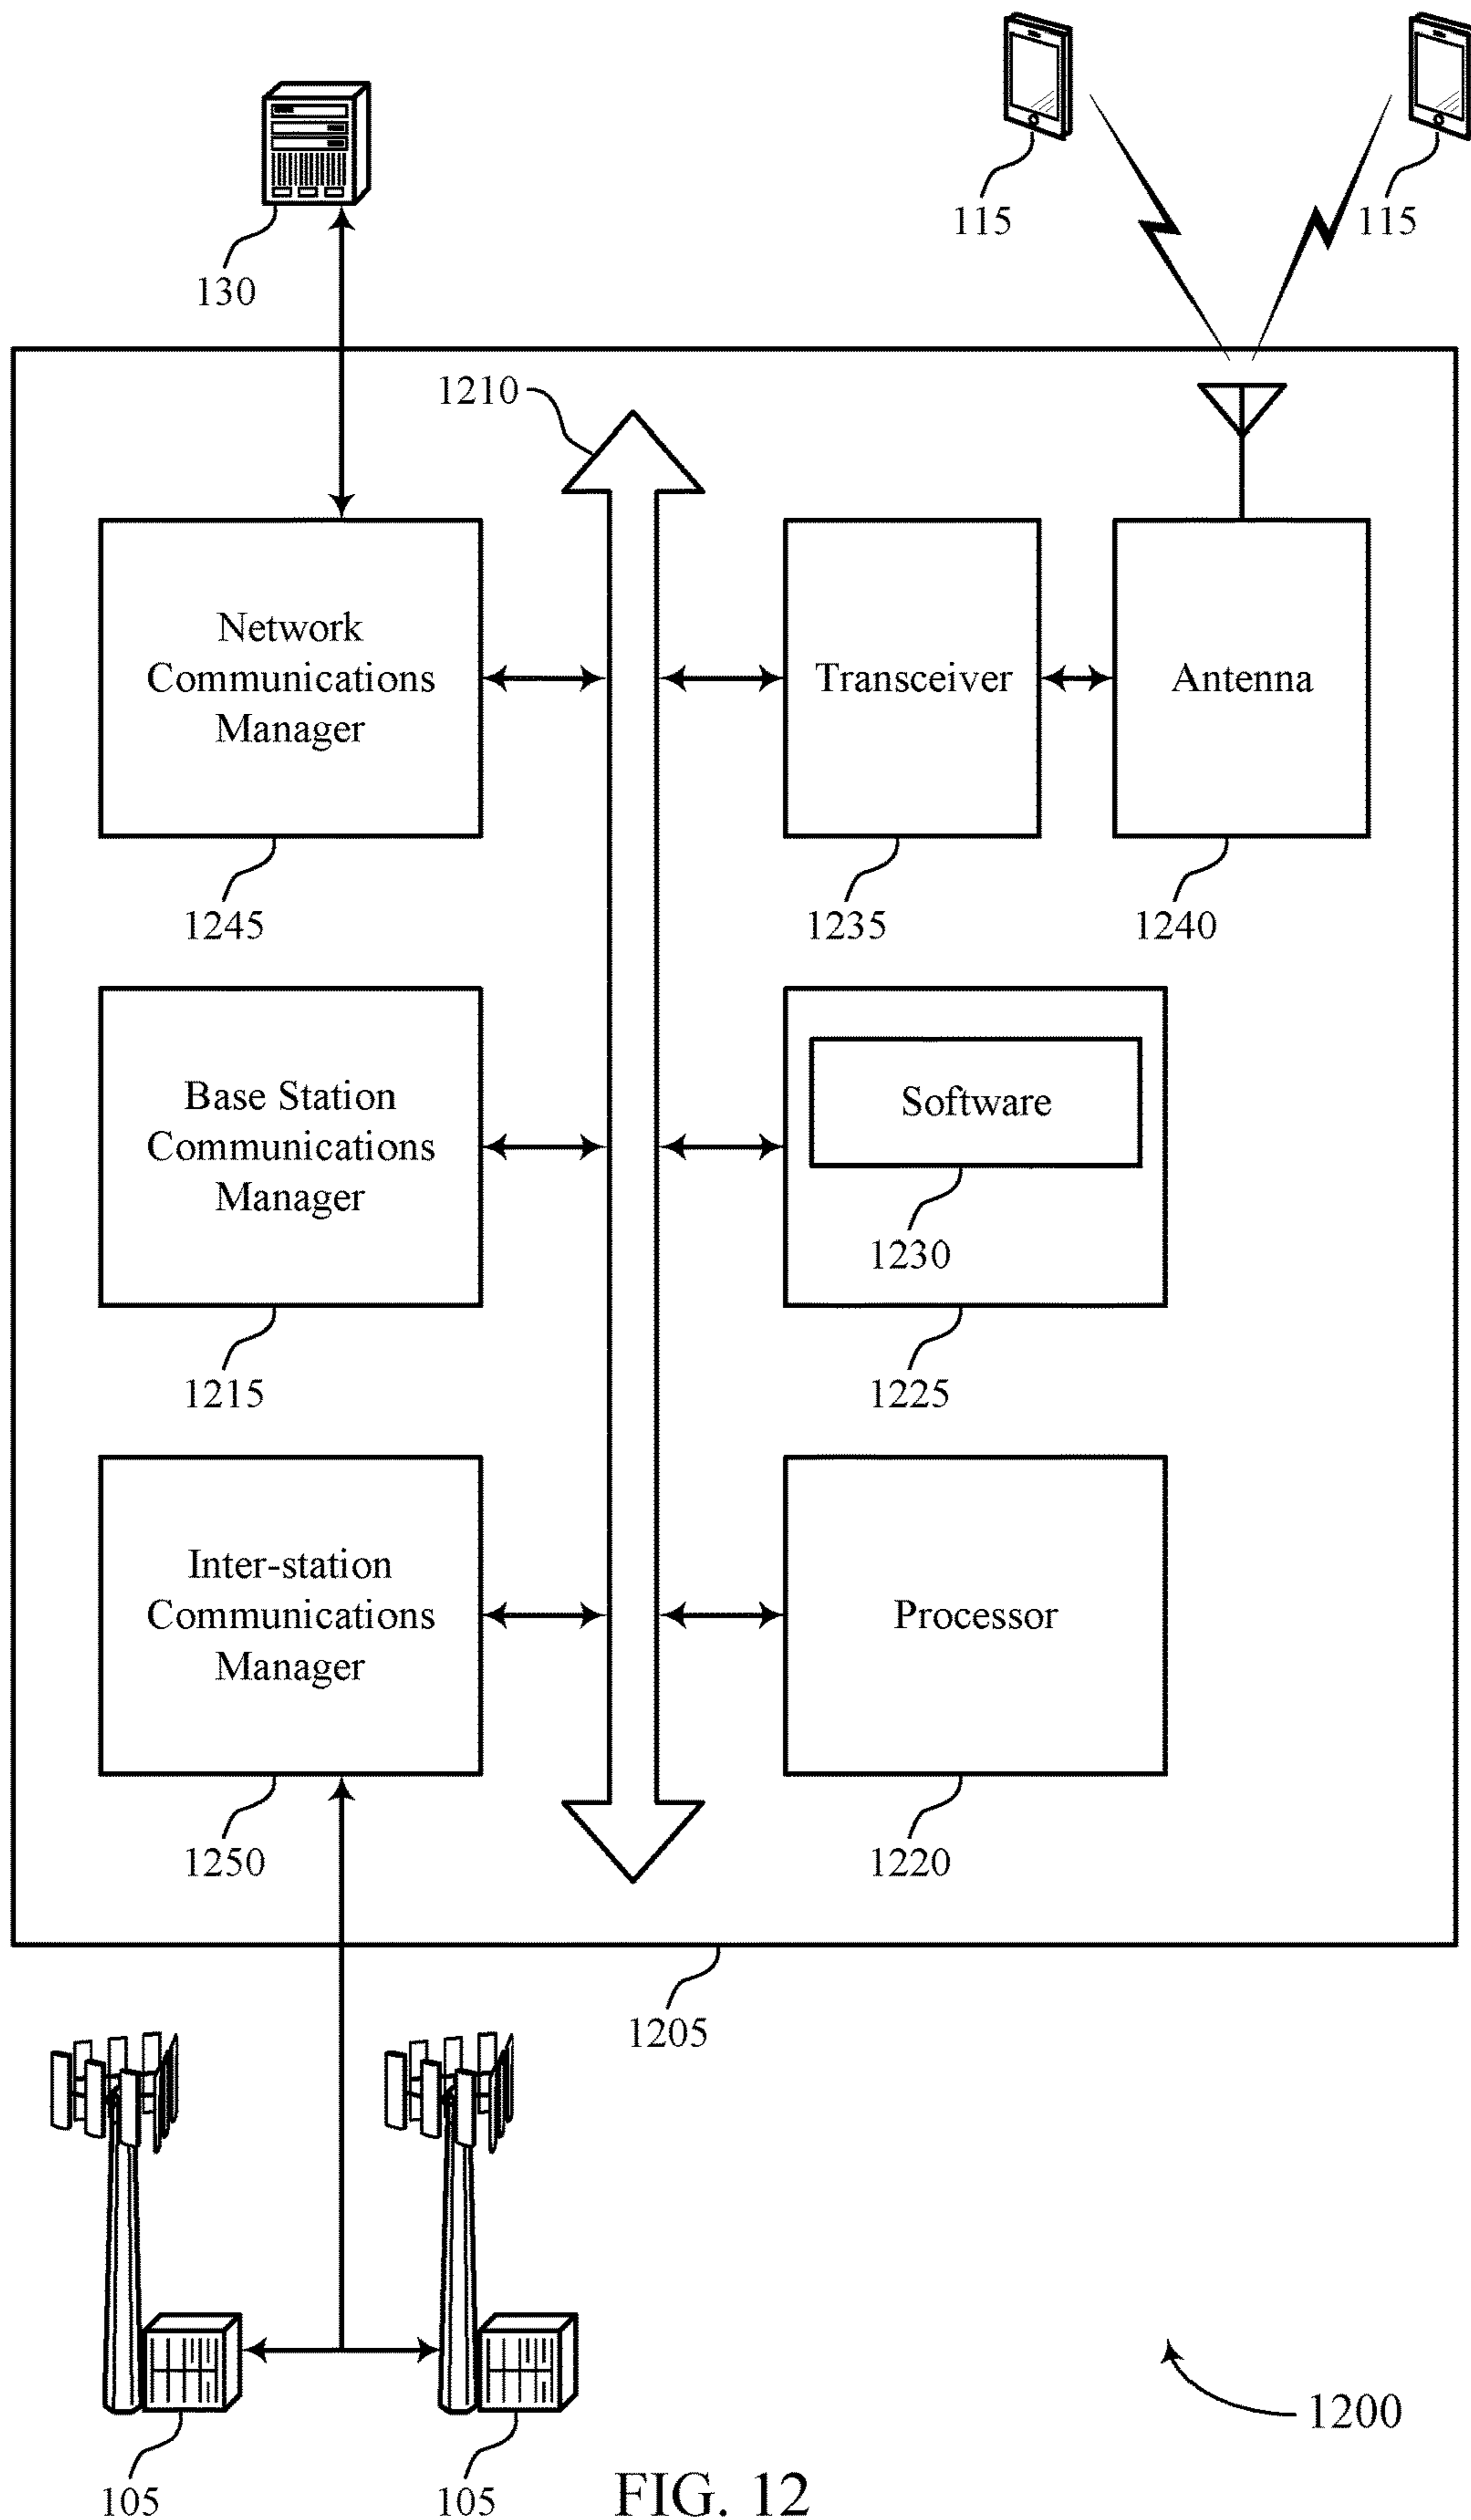 115
115
130
1210
Network
Communications
Manager
Transceiver
Antenna
1245
1235
1240
Base Station
Communications
Manager
Software
1230
1215
1225
Inter-station
Communications
Manager
Processor
1250
1220
1205
1200
105
105
FIG. 12